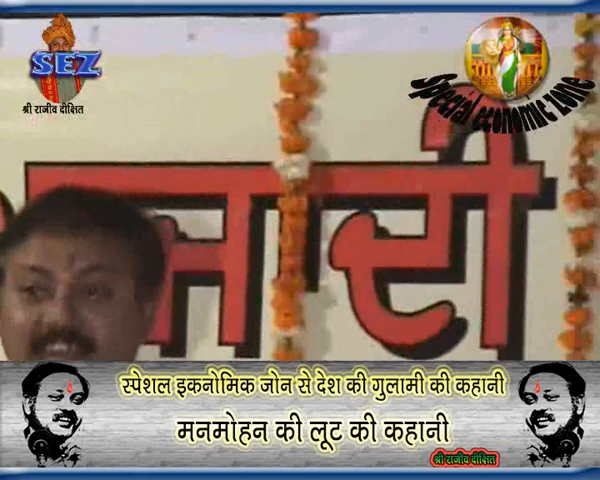 SEZ
श्री राजीव दीक्षित
Special economic zone
स्पेशल इकनोमिक जोन से देश की गुलामी की कहानी
मनमोहन की लूट की कहानी
श्री राजीव दीक्षित